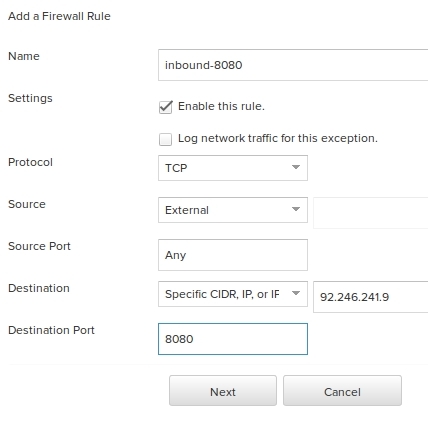 Add a Firewall Rule
Name
inbound-8080
Settings
Enable this rule.
Log network traffic for this exception.
Protocol
TCP
Source
External
Source Port
Any
Destination
Specific CIDR, IP, or IF
92.246.241.9
Destination Port
8080
Next
Cancel